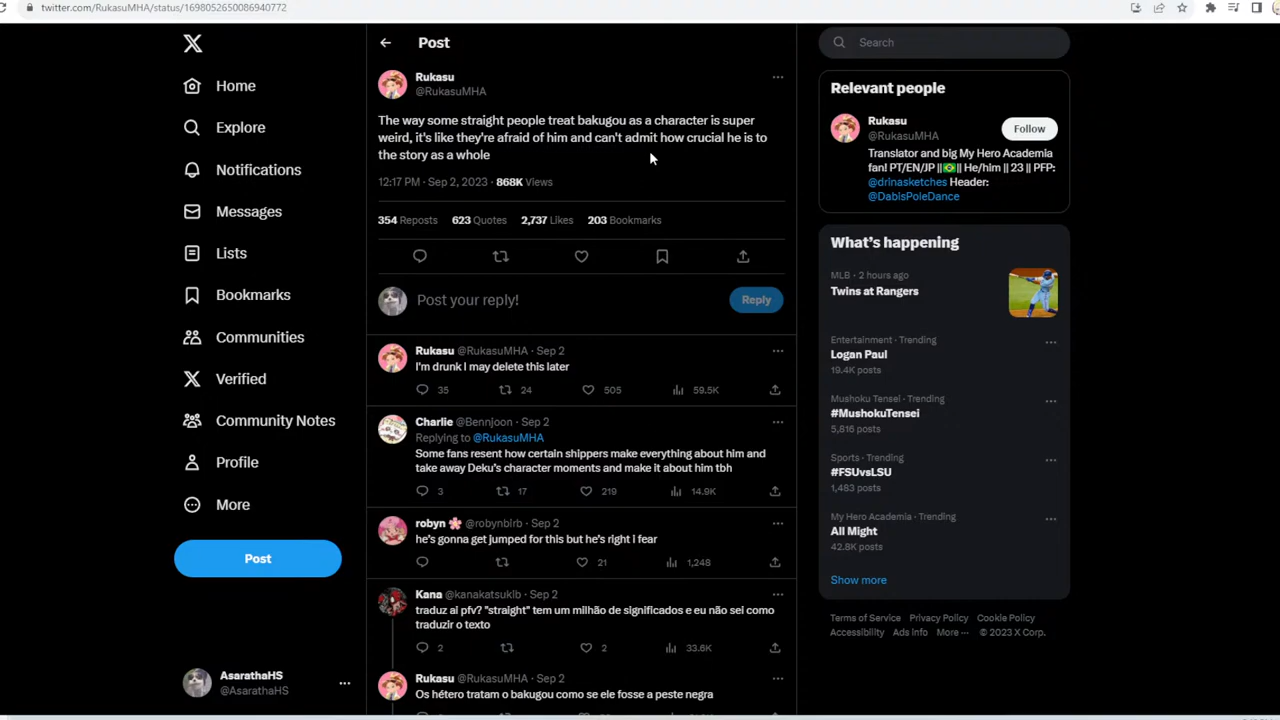 twitter.com/RukasuMHA/status/1698052650086940772
Home
Explore
Notifications
Messages
Lists
Bookmarks
Communities
Verified
Community Notes
Profile
More
Post
AsarathaHS
@AsarathaHS
Post
Rukasu
@RukasuMHA
The way some straight people treat bakugou as a character is super
weird, it's like they're afraid of him and can't admit how crucial he is to
the story as a whole
12:17 PM · Sep 2, 2023 · 868K Views
354 Reposts 623 Quotes 2,737 Likes 203 Bookmarks
Post your reply!
Reply
Rukasu @RukasuMHA · Sep 2
I'm drunk I may delete this later
35 24 505 59.5K
Charlie @Bennjoon · Sep 2
Replying to @RukasuMHA
Some fans resent how certain shippers make everything about him and
take away Deku's character moments and make it about him tbh
3 17 219 14.9K
robyn 🌸 @robynblrb · Sep 2
he's gonna get jumped for this but he's right i fear
21 1,248
Kana @kanakatsuklb · Sep 2
traduz ai pfv? "straight" tem um milhão de significados e eu não sei como
traduzir o texto
2 2 33.6K
Rukasu @RukasuMHA · Sep 2
Os hétero tratam o bakugou como se ele fosse a peste negra
Search
Relevant people
Rukasu
@RukasuMHA
Follow
Translator and big My Hero Academia
fan! PT/EN/JP ||🇧🇷|| He/him || 23 || PFP:
@drinasketches Header:
@DabisPoleDance
What's happening
MLB · 2 hours ago
Twins at Rangers
Entertainment · Trending
Logan Paul
19.4K posts
Mushoku Tensei · Trending
#MushokuTensei
5,816 posts
Sports · Trending
#FSUvsLSU
1,483 posts
My Hero Academia · Trending
All Might
42.8K posts
Show more
Terms of Service Privacy Policy Cookie Policy
Accessibility Ads info More ··· © 2023 X Corp.